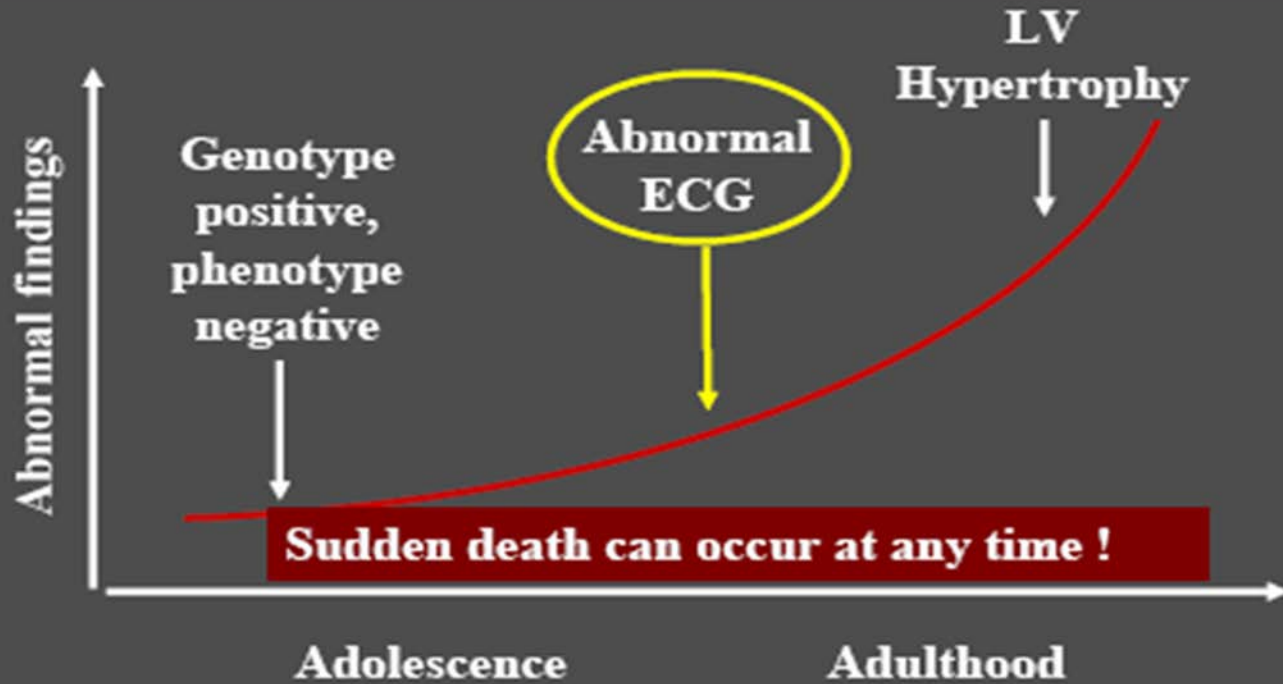 LV
Hypertrophy
Abnormal
ECG
Genotype
positive,
phenotype
negative
Abnormal findings
Sudden death can occur at any time !
Adolescence
Adulthood